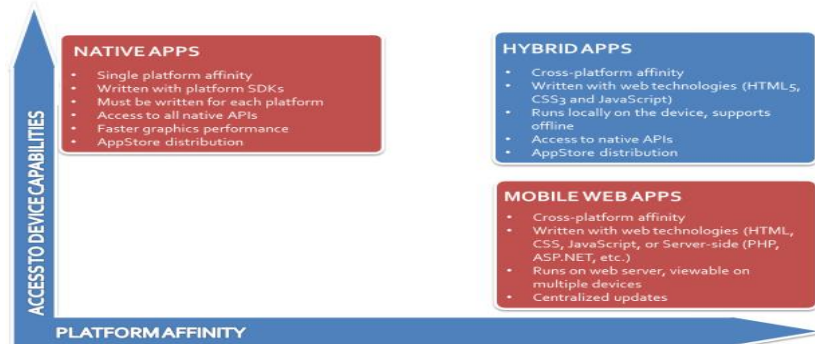 ACCESS TO DEVICE CAPABILITIES
NATIVE APPS
• Single platform affinity
• Written with platform SDKs
• Must be written for each platform
• Access to all native APIs
• Faster graphics performance
• AppStore distribution
HYBRID APPS
• Cross-platform affinity
• Written with web technologies (HTML5,
CSS3 and JavaScript)
• Runs locally on the device, supports
offline
• Access to native APIs
• AppStore distribution
MOBILE WEB APPS
• Cross-platform affinity
• Written with web technologies (HTML,
CSS, JavaScript, or Server-side (PHP,
ASP.NET, etc.)
• Runs on web server, viewable on
multiple devices
• Centralized updates
PLATFORM AFFINITY